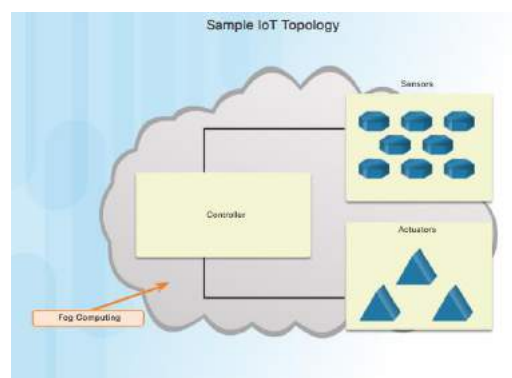 Sample IoT Topology
Sensors
Controller
Actuators
Fog Computing